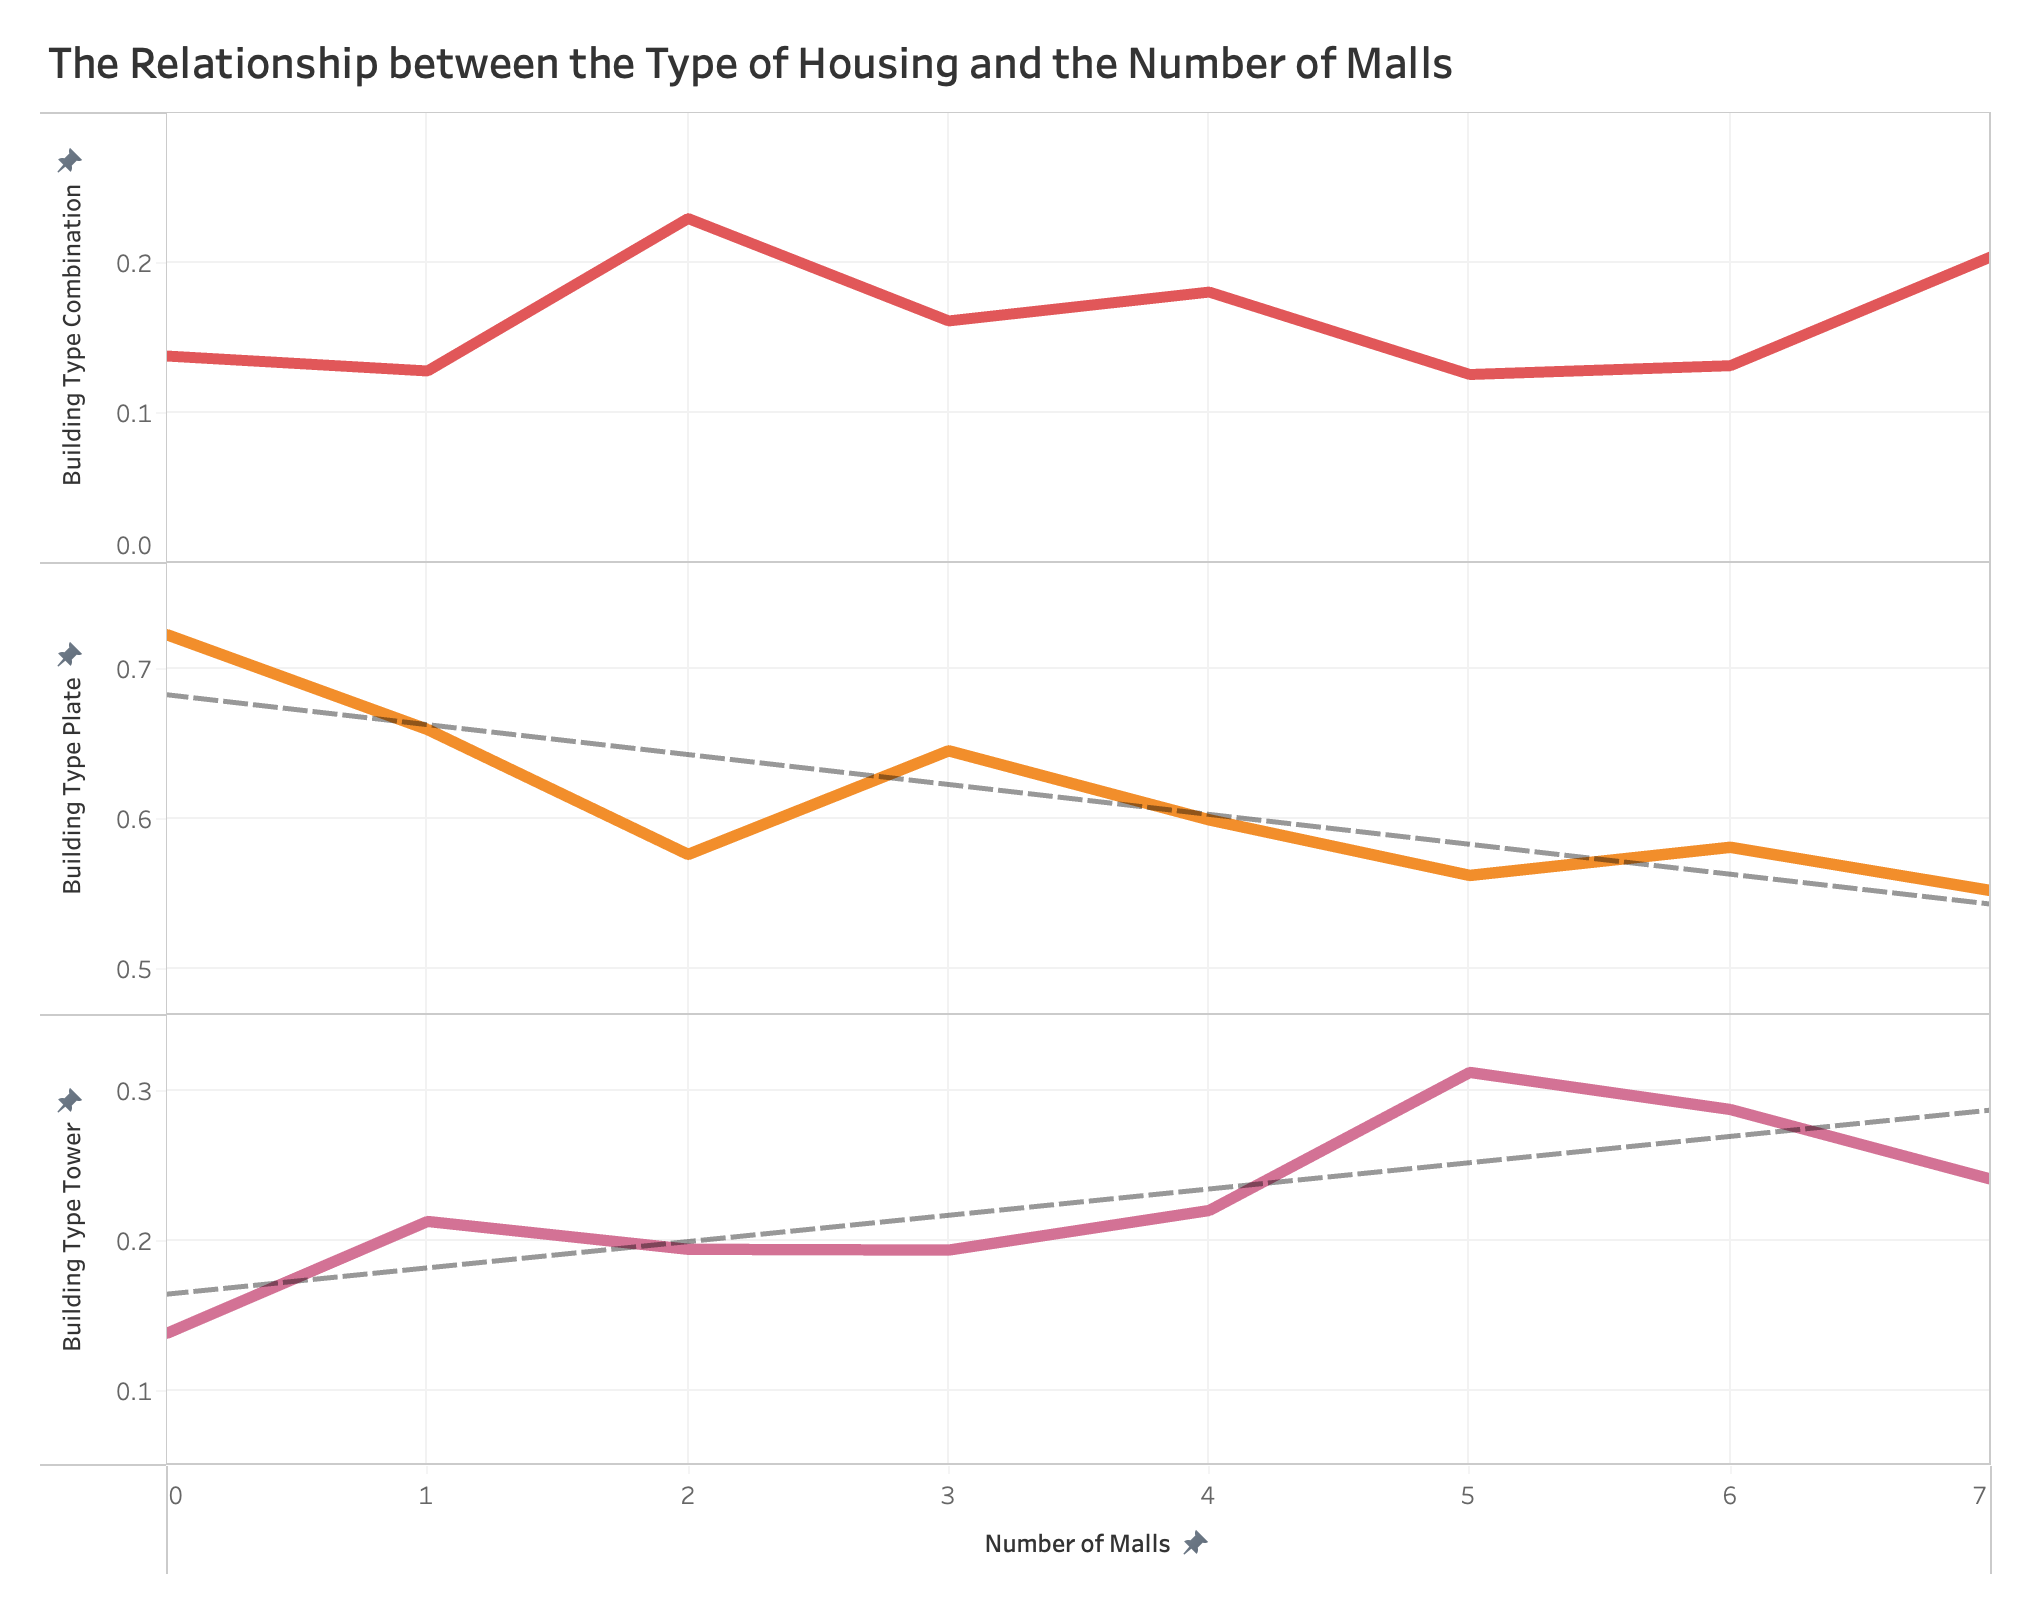 The Relationship between the Type of Housing and the Number of Malls
Building Type Combination
0.2
0.1
0.0
Building Type Plate
0.7
0.6
0.5
Building Type Tower
0.3
0.2
0.1
0 1 2 3 4 5 6 7
Number of Malls